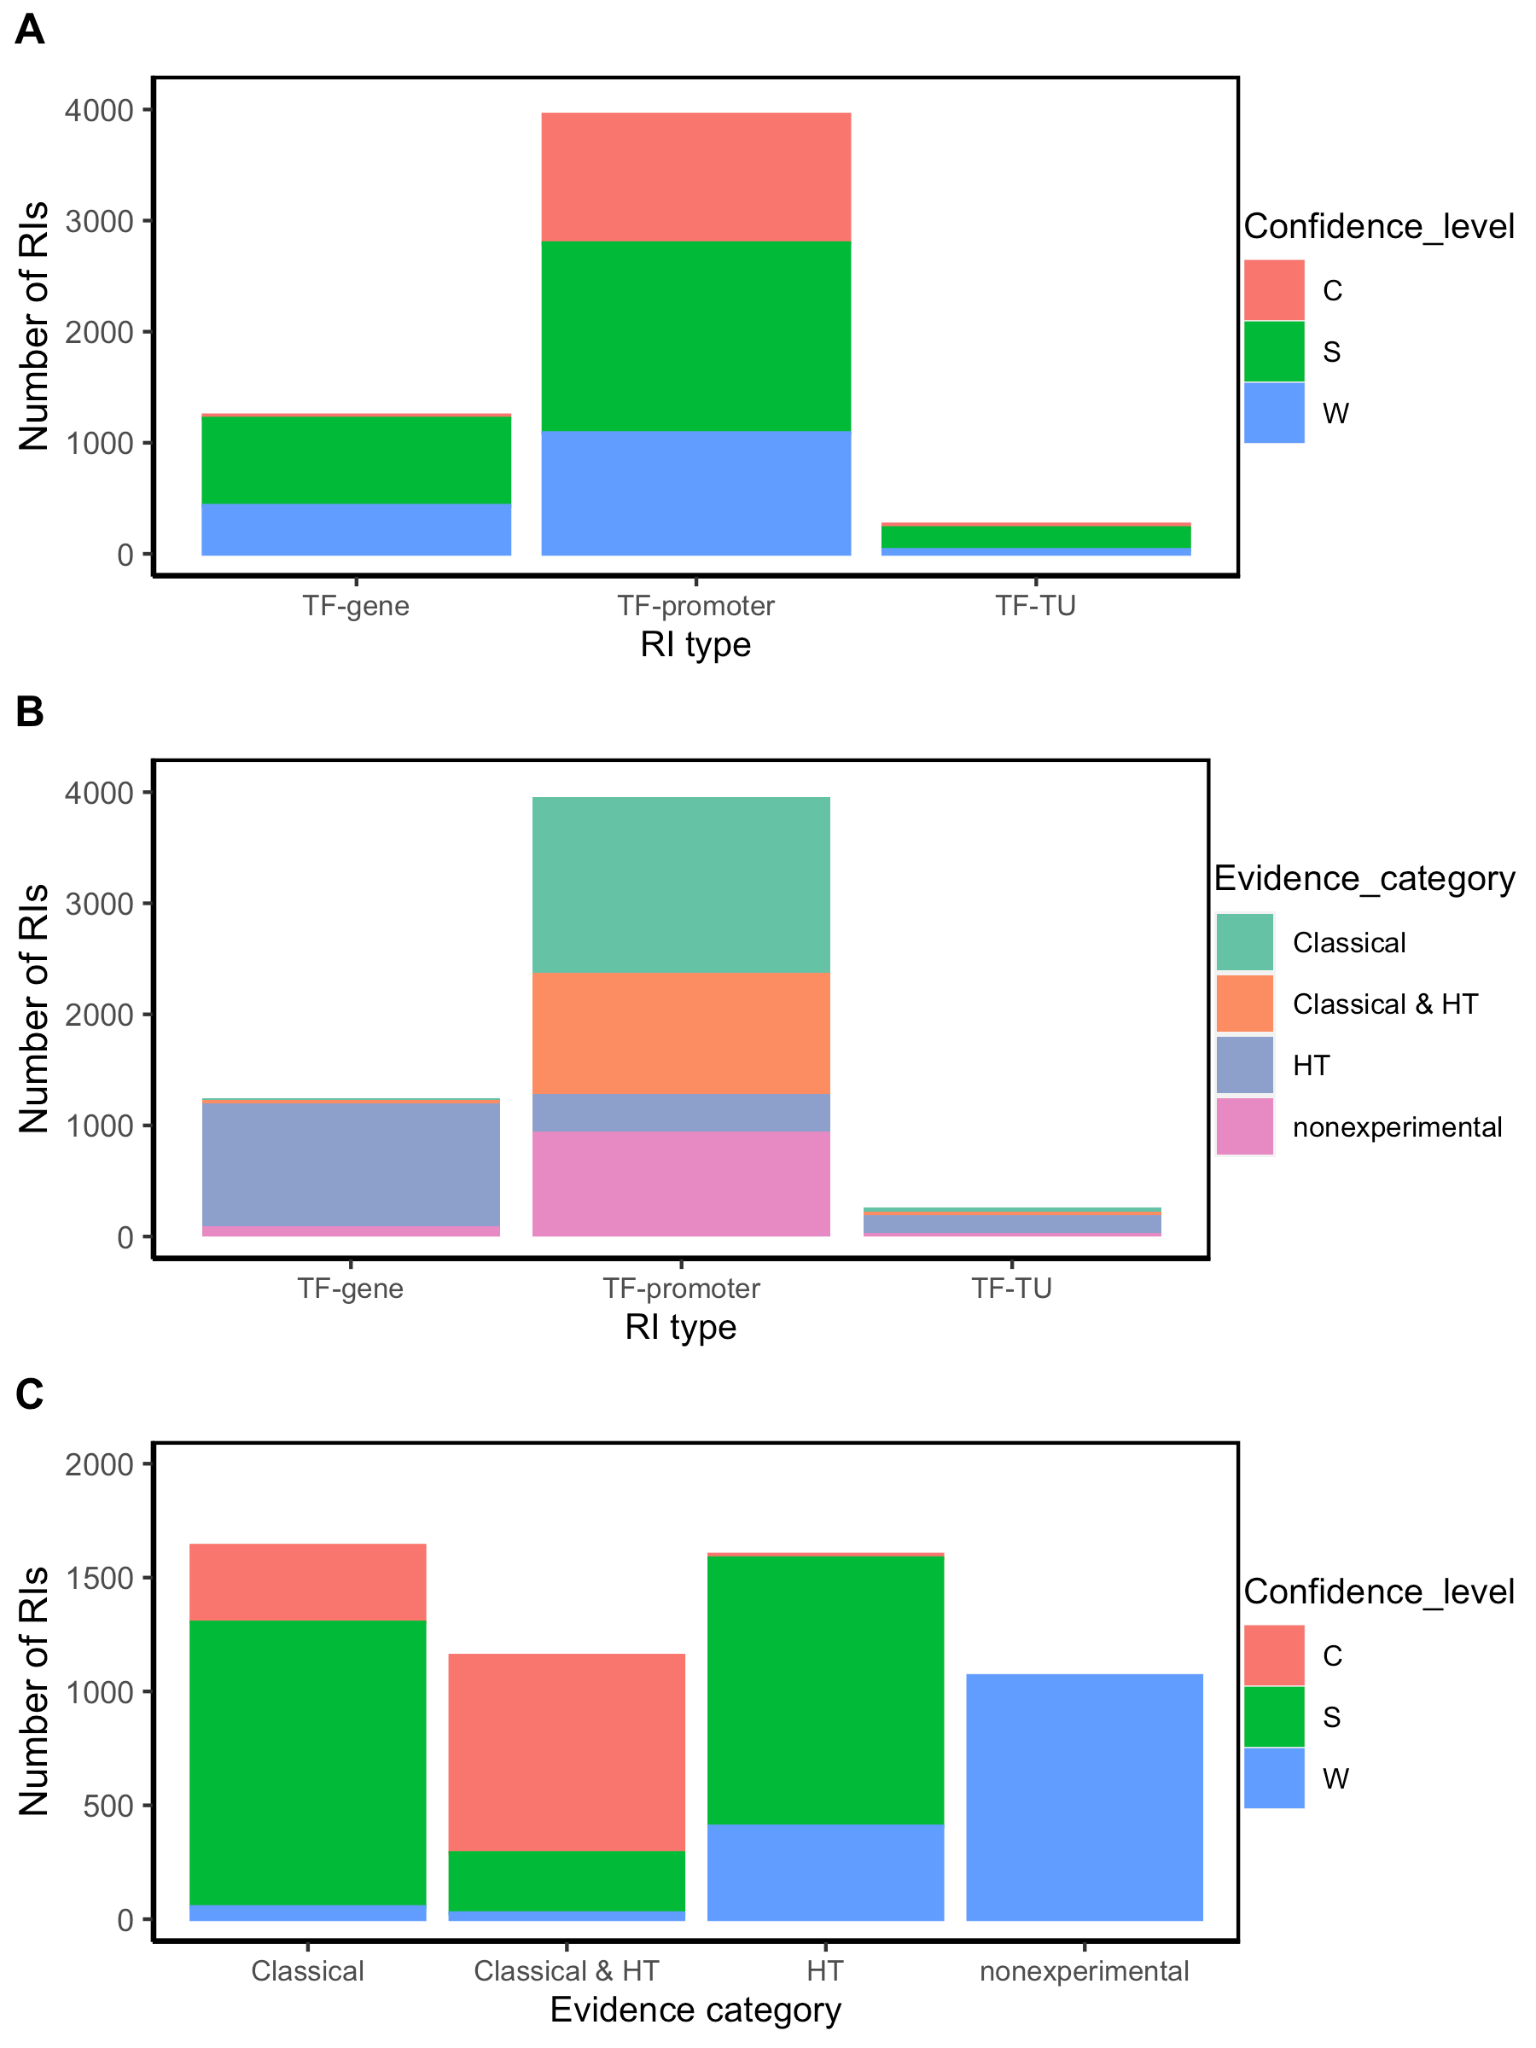 A
Number of RIs
4000
3000
2000
1000
0
TF-gene
TF-promoter
TF-TU
RI type
Confidence_level
C
S
W
B
Number of RIs
4000
3000
2000
1000
0
TF-gene
TF-promoter
TF-TU
RI type
Evidence_category
Classical
Classical & HT
HT
nonexperimental
C
Number of RIs
2000
1500
1000
500
0
Classical
Classical & HT
HT
nonexperimental
Evidence category
Confidence_level
C
S
W